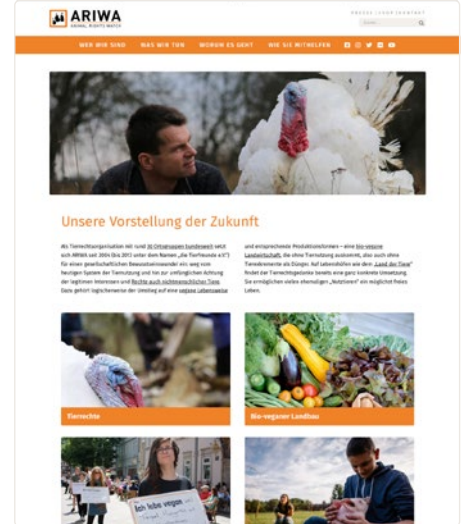 ARIWA
ANIMAL RIGHTS WATCH
PRESSE | SHOP | KONTAKT
WER WIR SIND WAS WIR TUN WORUM ES GEHT WIE SIE MITHELFEN
Unsere Vorstellung der Zukunft
Als Tierrechtsorganisation mit rund 30 Ortsgruppen bundesweit setzt
sich ARIWA seit 2004 (bis 2012 unter dem Namen „die Tierfreunde e.V.“)
für einen gesellschaftlichen Bewusstseinswandel ein: weg vom
heutigen System der Tiernutzung und hin zur umfänglichen Achtung
der legitimen Interessen und Rechte auch nichtmenschlicher Tiere.
Dazu gehört logischerweise der Umstieg auf eine vegane Lebensweise
und entsprechende Produktionsformen – eine bio-vegane
Landwirtschaft, die ohne Tiernutzung auskommt, also auch ohne
Tierexkremente als Dünger. Auf Lebenshöfen wie dem „Land der Tiere“
findet der Tierrechtsgedanke bereits eine ganz konkrete Umsetzung.
Sie ermöglichen vielen ehemaligen „Nutztieren“ ein möglichst freies
Leben.
Tierrechte
Bio-veganer Landbau
Ich lebe vegan